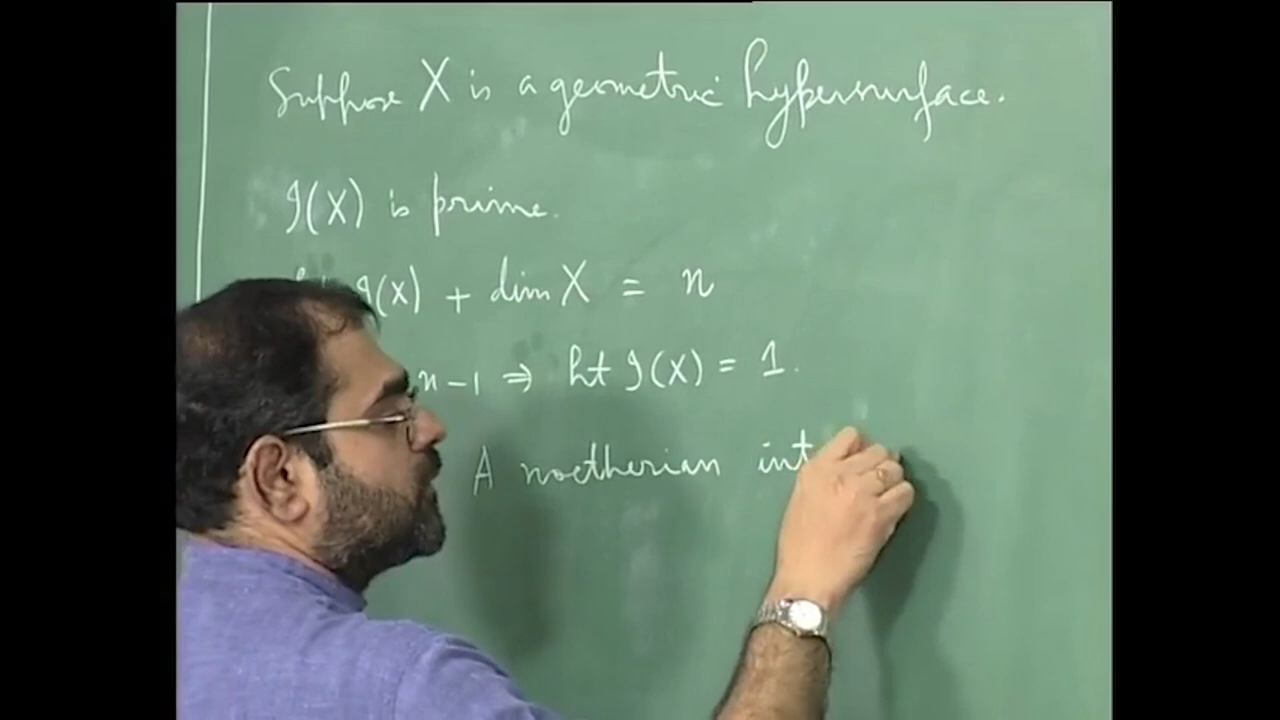 Suppose X is a geometric hypersurface.
I(X) is prime.
I(X) + dim X = n
n-1 ⇒ ht I(X) = 1.
A noetherian int